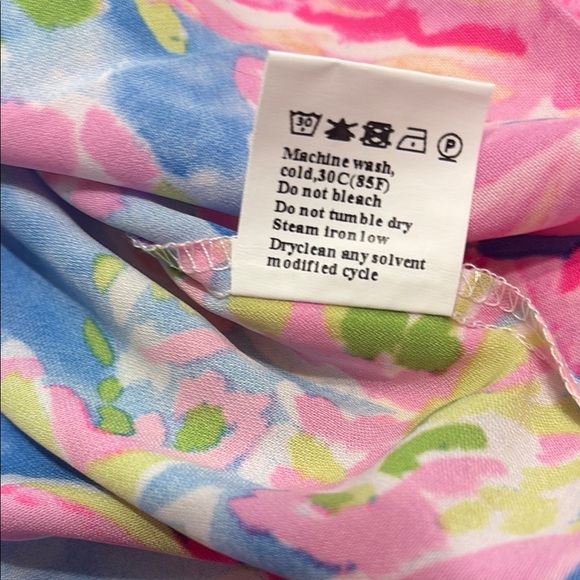 30 P
Machine wash,
cold,30C(85F)
Do not bleach
Do not tumble dry
Steam iron low
Dryclean any solvent
modified cycle